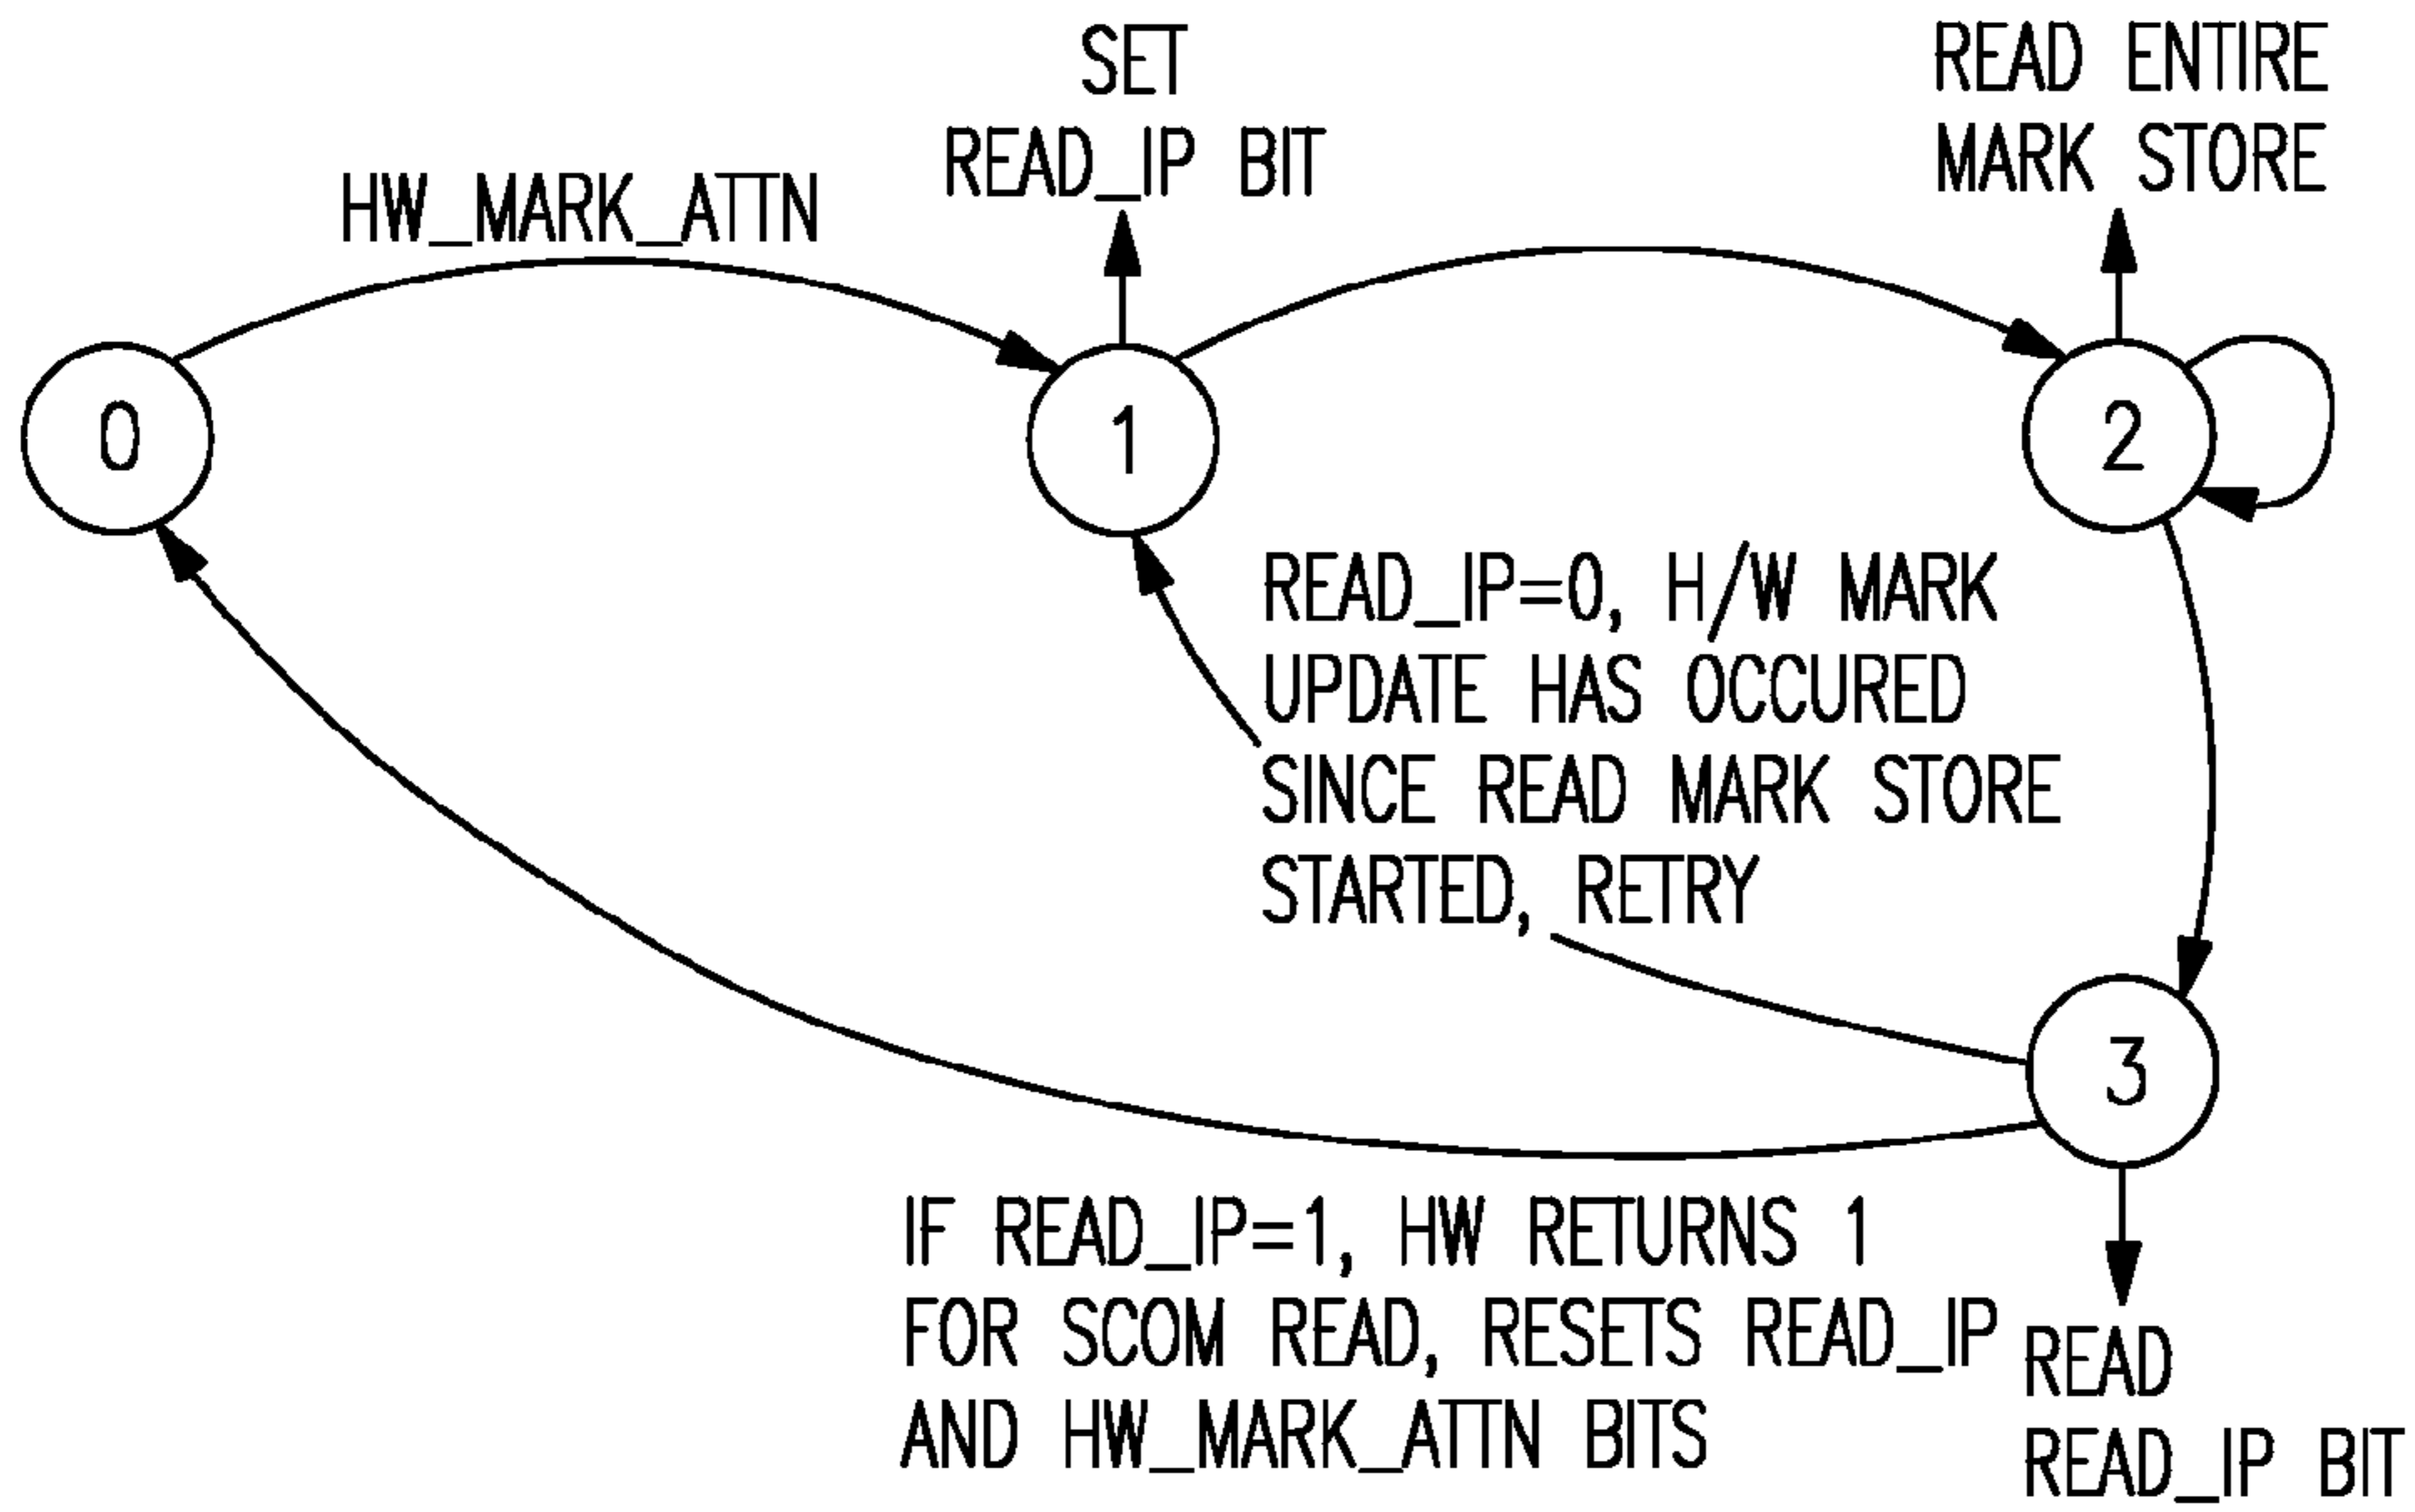 SET
READ_IP BIT
READ ENTIRE
MARK STORE
HW_MARK_ATTN
0
1
2
READ_IP=0, H/W MARK
UPDATE HAS OCCURED
SINCE READ MARK STORE
STARTED, RETRY
3
IF READ_IP=1, HW RETURNS 1
FOR SCOM READ, RESETS READ_IP
AND HW_MARK_ATTN BITS
READ
READ_IP BIT